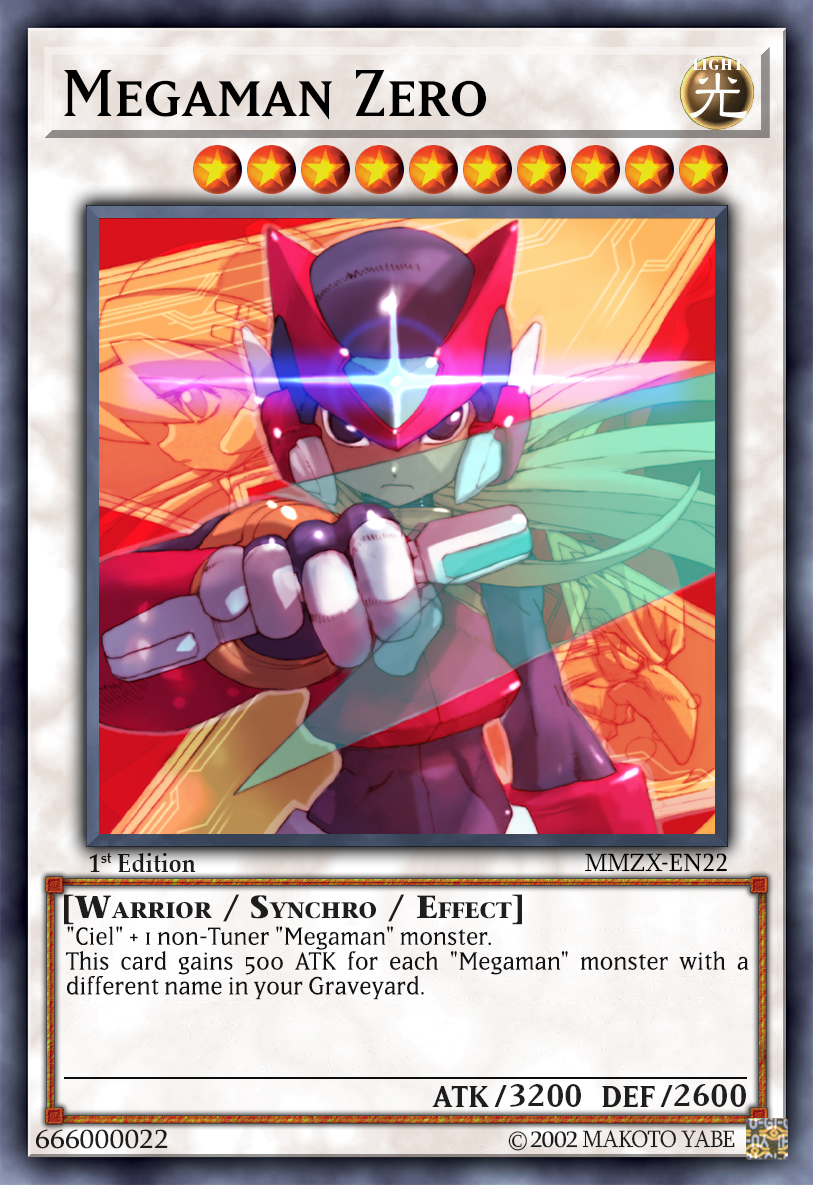 Megaman Zero
LIGHT
光
1st Edition
MMZX-EN22
[Warrior / Synchro / Effect]
"Ciel" + 1 non-Tuner "Megaman" monster.
This card gains 500 ATK for each "Megaman" monster with a
different name in your Graveyard.
ATK/3200 DEF/2600
666000022
©2002 MAKOTO YABE